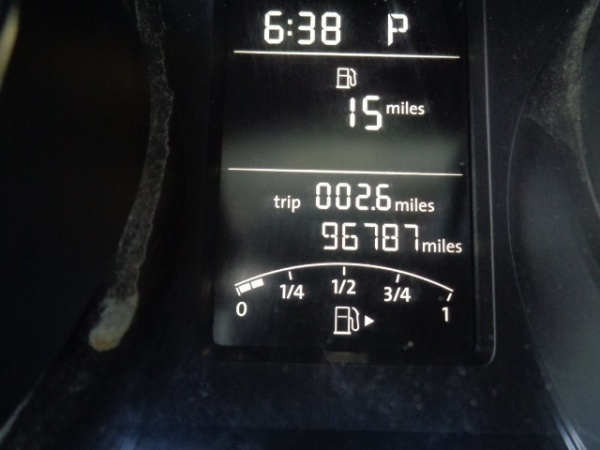 6:38 P
15 miles
trip 002.6 miles
96787 miles
0 1/4 1/2 3/4 1